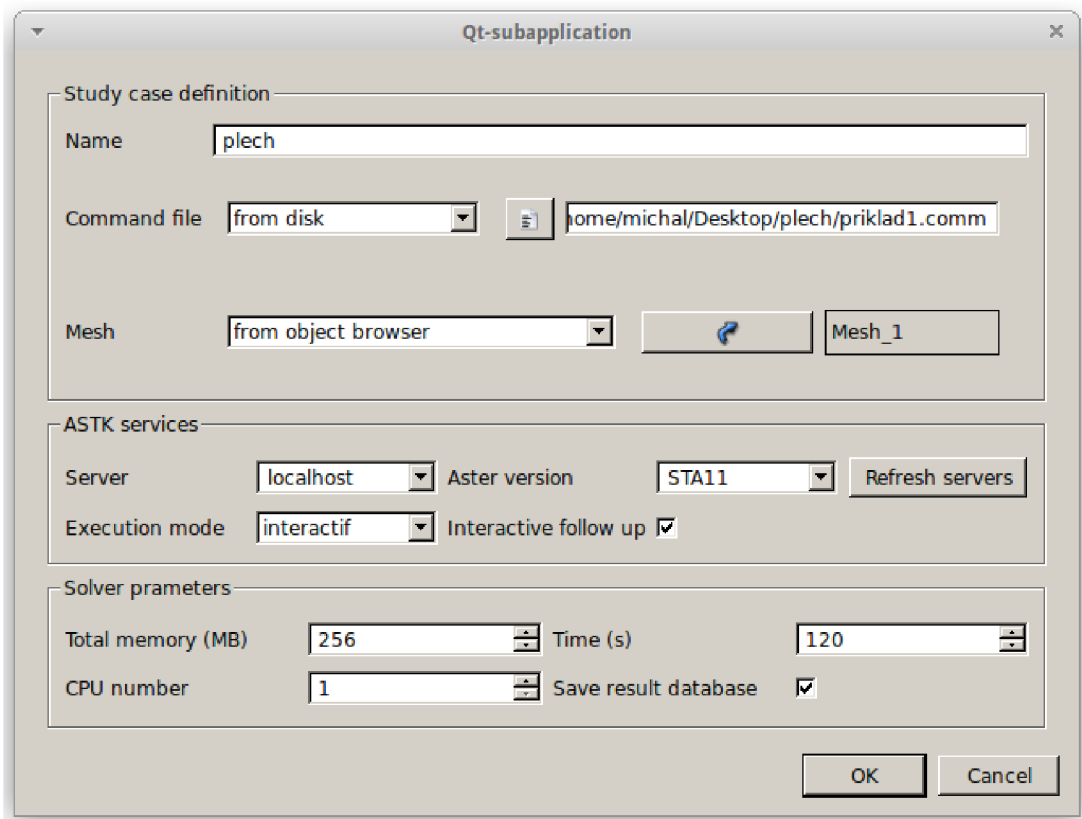 Qt-subapplication
Study case definition
Name plech
Command file from disk home/michal/Desktop/plech/priklad1.comm
Mesh from object browser Mesh_1
ASTK services
Server localhost Aster version STA11 Refresh servers
Execution mode interactif Interactive follow up
Solver prameters
Total memory (MB) 256 Time (s) 120
CPU number 1 Save result database
OK Cancel